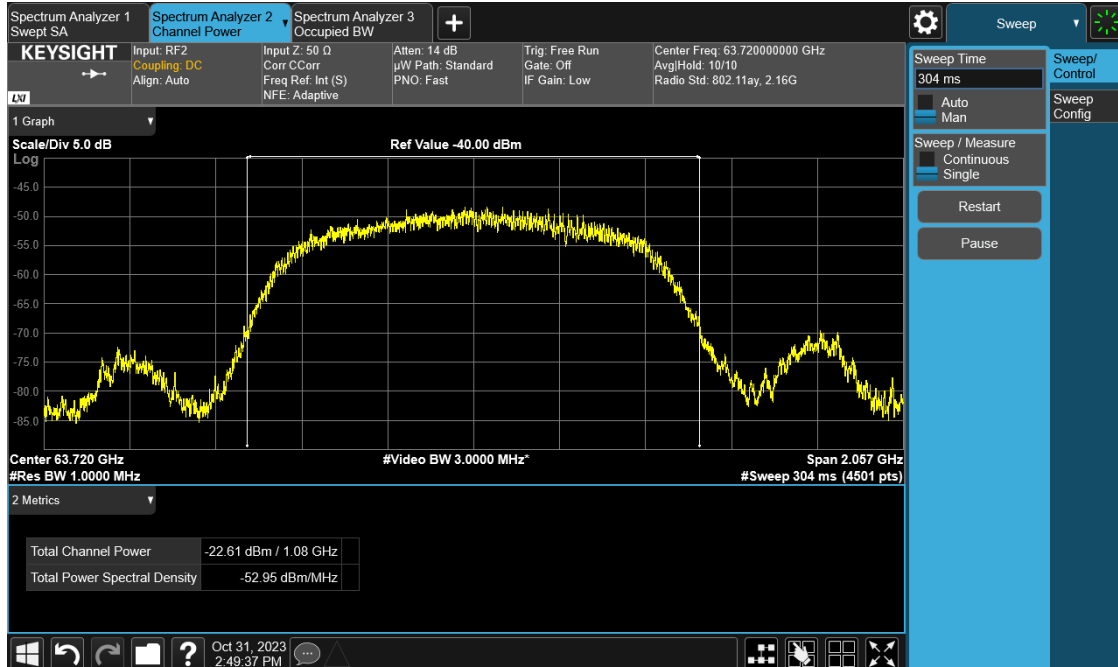 Spectrum Analyzer 1
Swept SA
Spectrum Analyzer 2
Channel Power
Spectrum Analyzer 3
Occupied BW
Sweep
KEYSIGHT
LXI
Input: RF2
Coupling: DC
Align: Auto
Input Z: 50 Ω
Corr CCorr
Freq Ref: Int (S)
NFE: Adaptive
Atten: 14 dB
µW Path: Standard
PNO: Fast
Trig: Free Run
Gate: Off
IF Gain: Low
Center Freq: 63.720000000 GHz
Avg|Hold: 10/10
Radio Std: 802.11ay, 2.16G
1 Graph
Scale/Div 5.0 dB
Ref Value -40.00 dBm
Log
-45.0
-50.0
-55.0
-60.0
-65.0
-70.0
-75.0
-80.0
-85.0
Center 63.720 GHz
#Video BW 3.0000 MHz*
Span 2.057 GHz
#Res BW 1.0000 MHz
#Sweep 304 ms (4501 pts)
2 Metrics
Total Channel Power -22.61 dBm / 1.08 GHz
Total Power Spectral Density -52.95 dBm/MHz
Sweep Time
304 ms
Auto
Man
Sweep / Measure
Continuous
Single
Restart
Pause
Sweep/
Control
Sweep
Config
Oct 31, 2023
2:49:37 PM